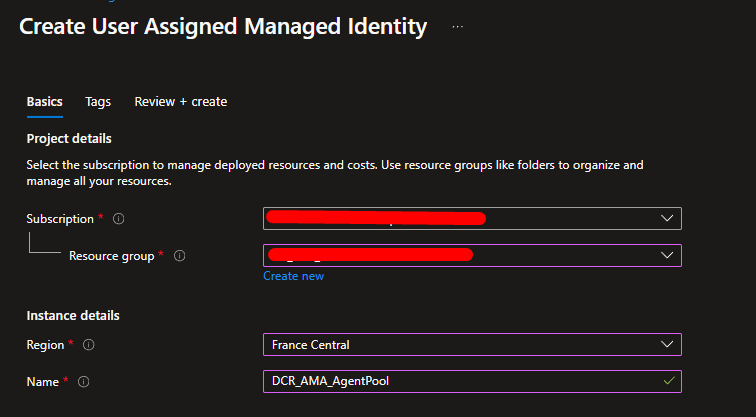 Create User Assigned Managed Identity ...
Basics Tags Review + create
Project details
Select the subscription to manage deployed resources and costs. Use resource groups like folders to organize and
manage all your resources.
Subscription *
Resource group *
Create new
Instance details
Region * France Central
Name * DCR_AMA_AgentPool